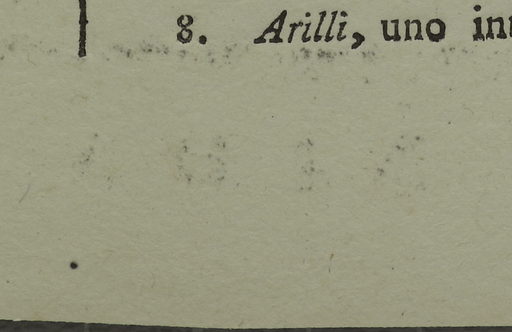 8. Arilli, uno